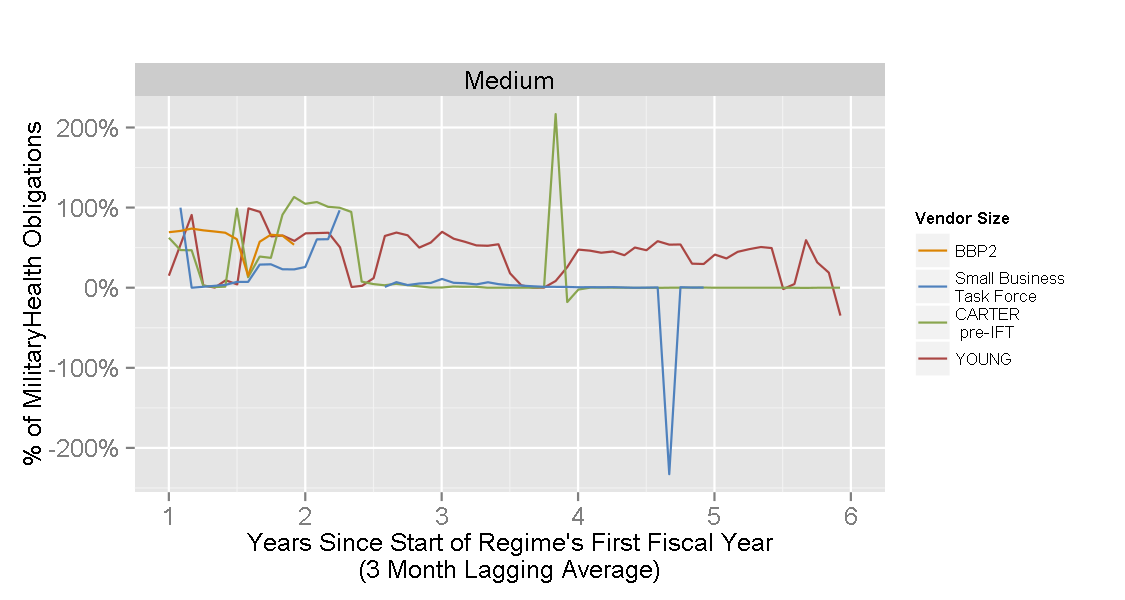 Medium
% of MilitaryHealth Obligations
200%
100%
0%
-100%
-200%
1 2 3 4 5 6
Years Since Start of Regime's First Fiscal Year
(3 Month Lagging Average)
Vendor Size
BBP2
Small Business
Task Force
CARTER
pre-IFT
YOUNG